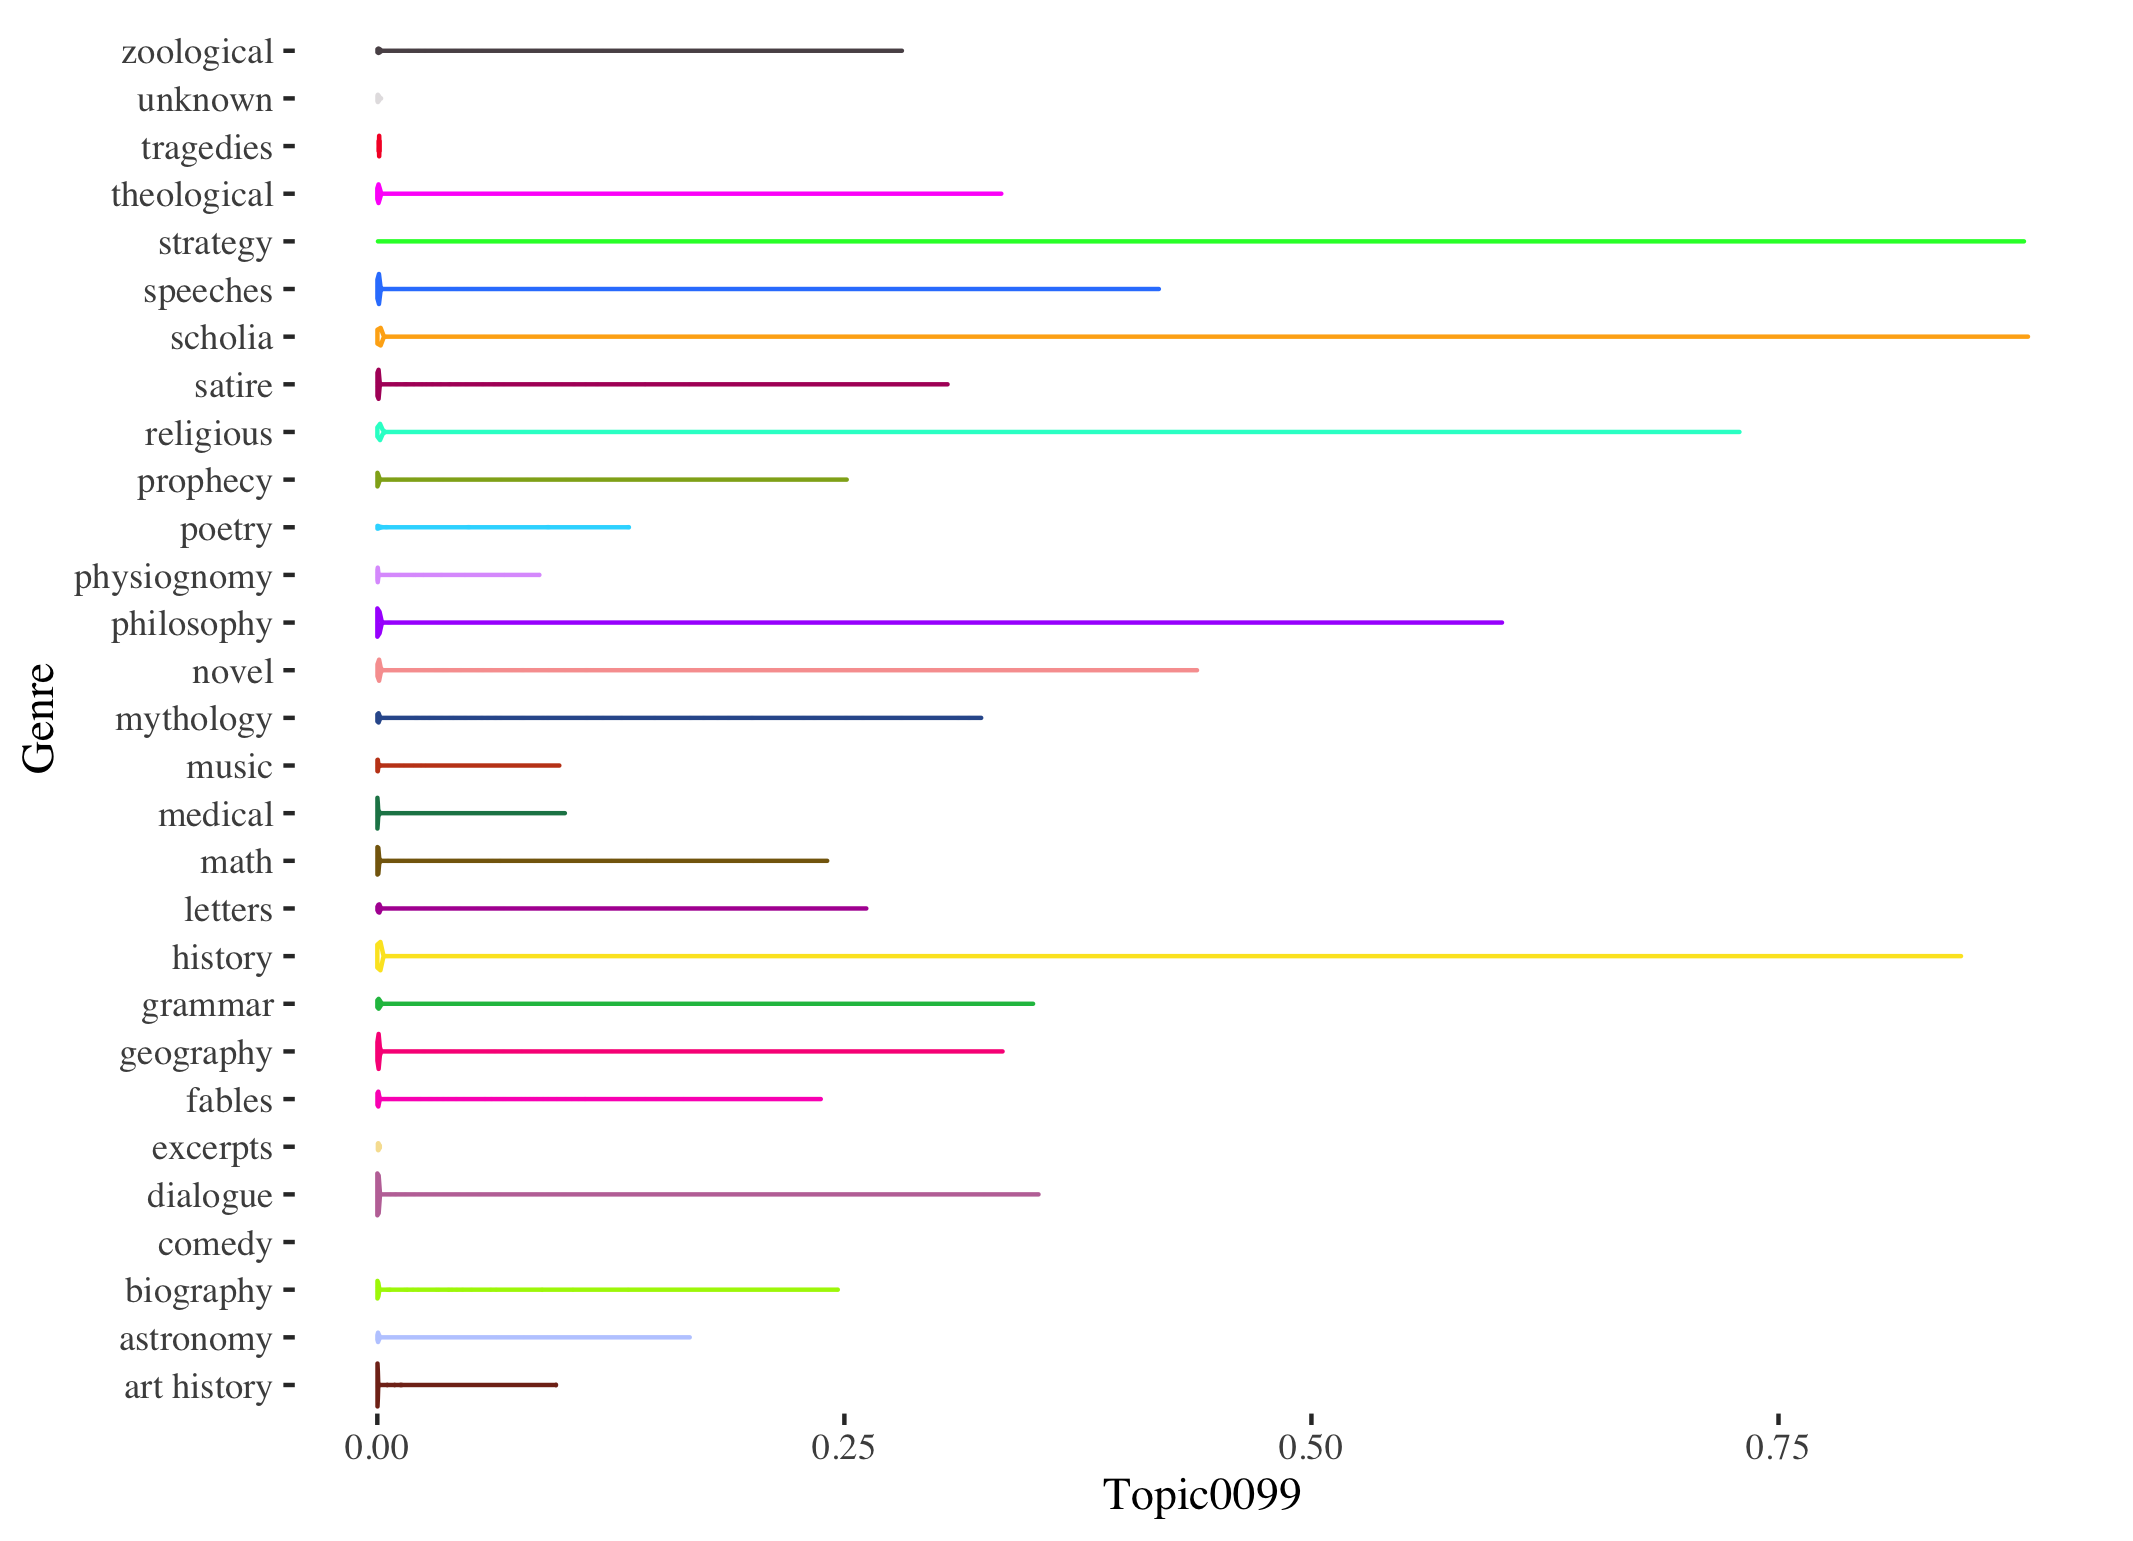 zoological
unknown
tragedies
theological
strategy
speeches
scholia
satire
religious
prophecy
poetry
physiognomy
philosophy
novel
mythology
music
medical
math
letters
history
grammar
geography
fables
excerpts
dialogue
comedy
biography
astronomy
art history
Genre
0.00 0.25 0.50 0.75
Topic0099